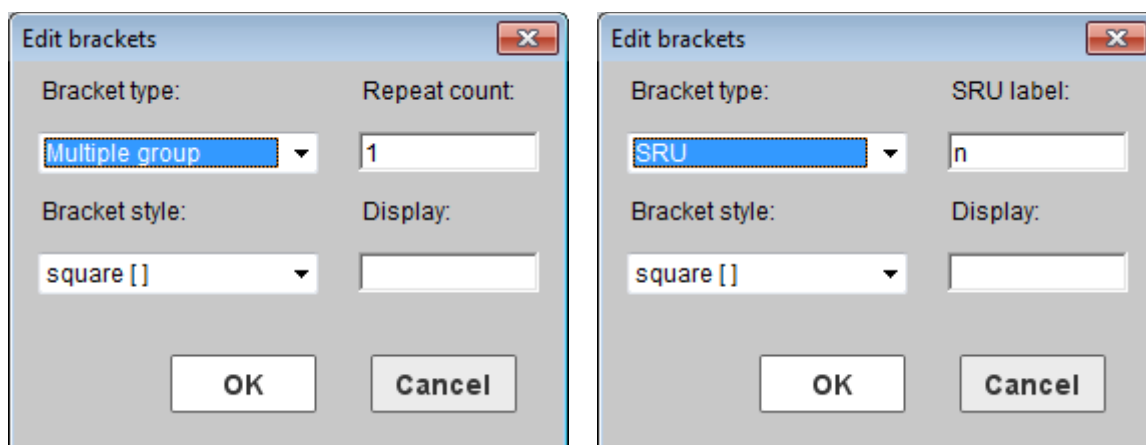 Edit brackets
Bracket type: Repeat count:
Multiple group 1
Bracket style: Display:
square [ ]
OK Cancel
Edit brackets
Bracket type: SRU label:
SRU n
Bracket style: Display:
square [ ]
OK Cancel